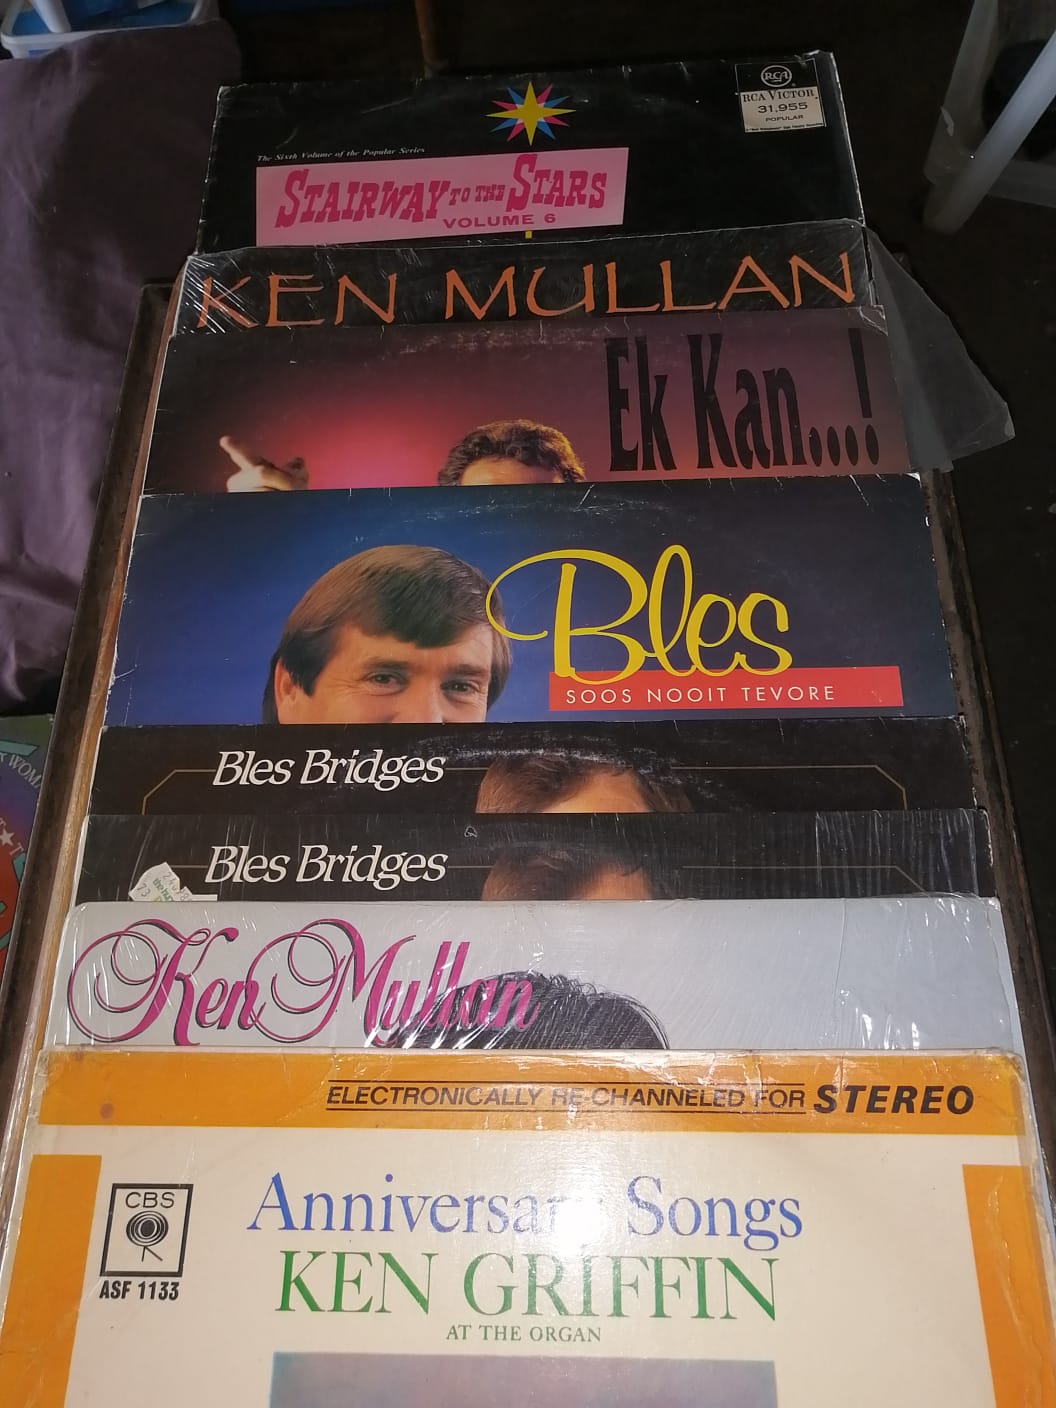 RCA
RCA VICTOR
31,955
POPULAR
The Sixth Volume of the Popular Series
STAIRWAY TO THE STARS
VOLUME 6
KEN MULLAN
Ek Kan...!
Bles
SOOS NOOIT TEVORE
Bles Bridges
Bles Bridges
Ken Mullan
ELECTRONICALLY RE-CHANNELED FOR STEREO
CBS
ASF 1133
Anniversary Songs
KEN GRIFFIN
AT THE ORGAN